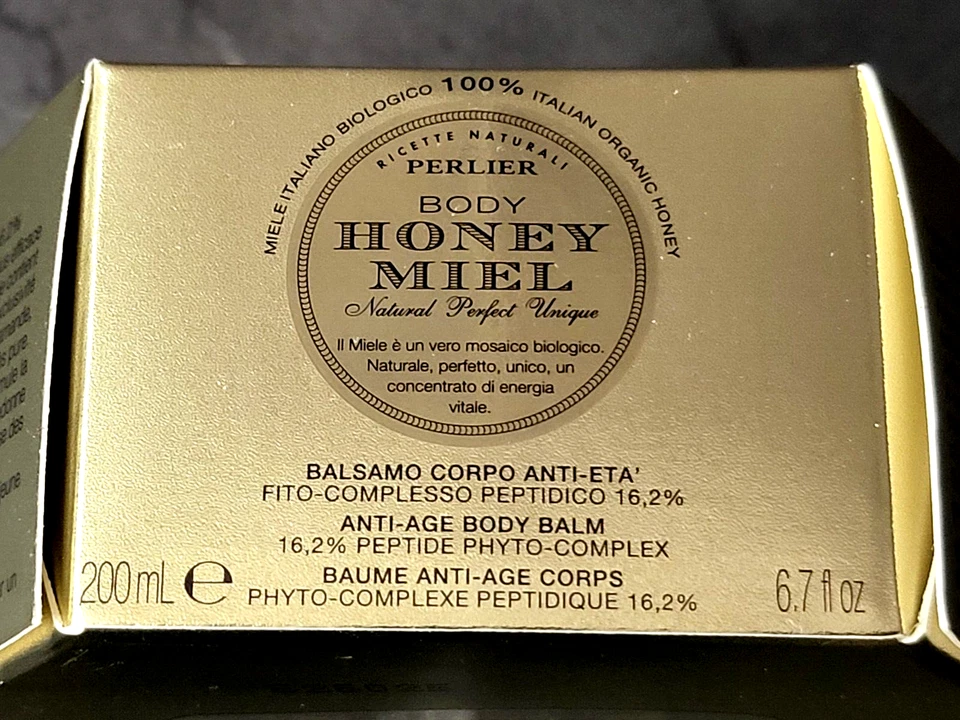 MIELE ITALIANO BIOLOGICO 100% ITALIAN ORGANIC HONEY
RICETTE NATURALI
PERLIER
BODY
HONEY
MIEL
Natural Perfect Unique
Il Miele è un vero mosaico biologico.
Naturale, perfetto, unico, un
concentrato di energia
vitale.
BALSAMO CORPO ANTI-ETA'
FITO-COMPLESSO PEPTIDICO 16,2%
ANTI-AGE BODY BALM
16,2% PEPTIDE PHYTO-COMPLEX
BAUME ANTI-AGE CORPS
PHYTO-COMPLEXE PEPTIDIQUE 16,2%
200 mL e
6.7 fl oz